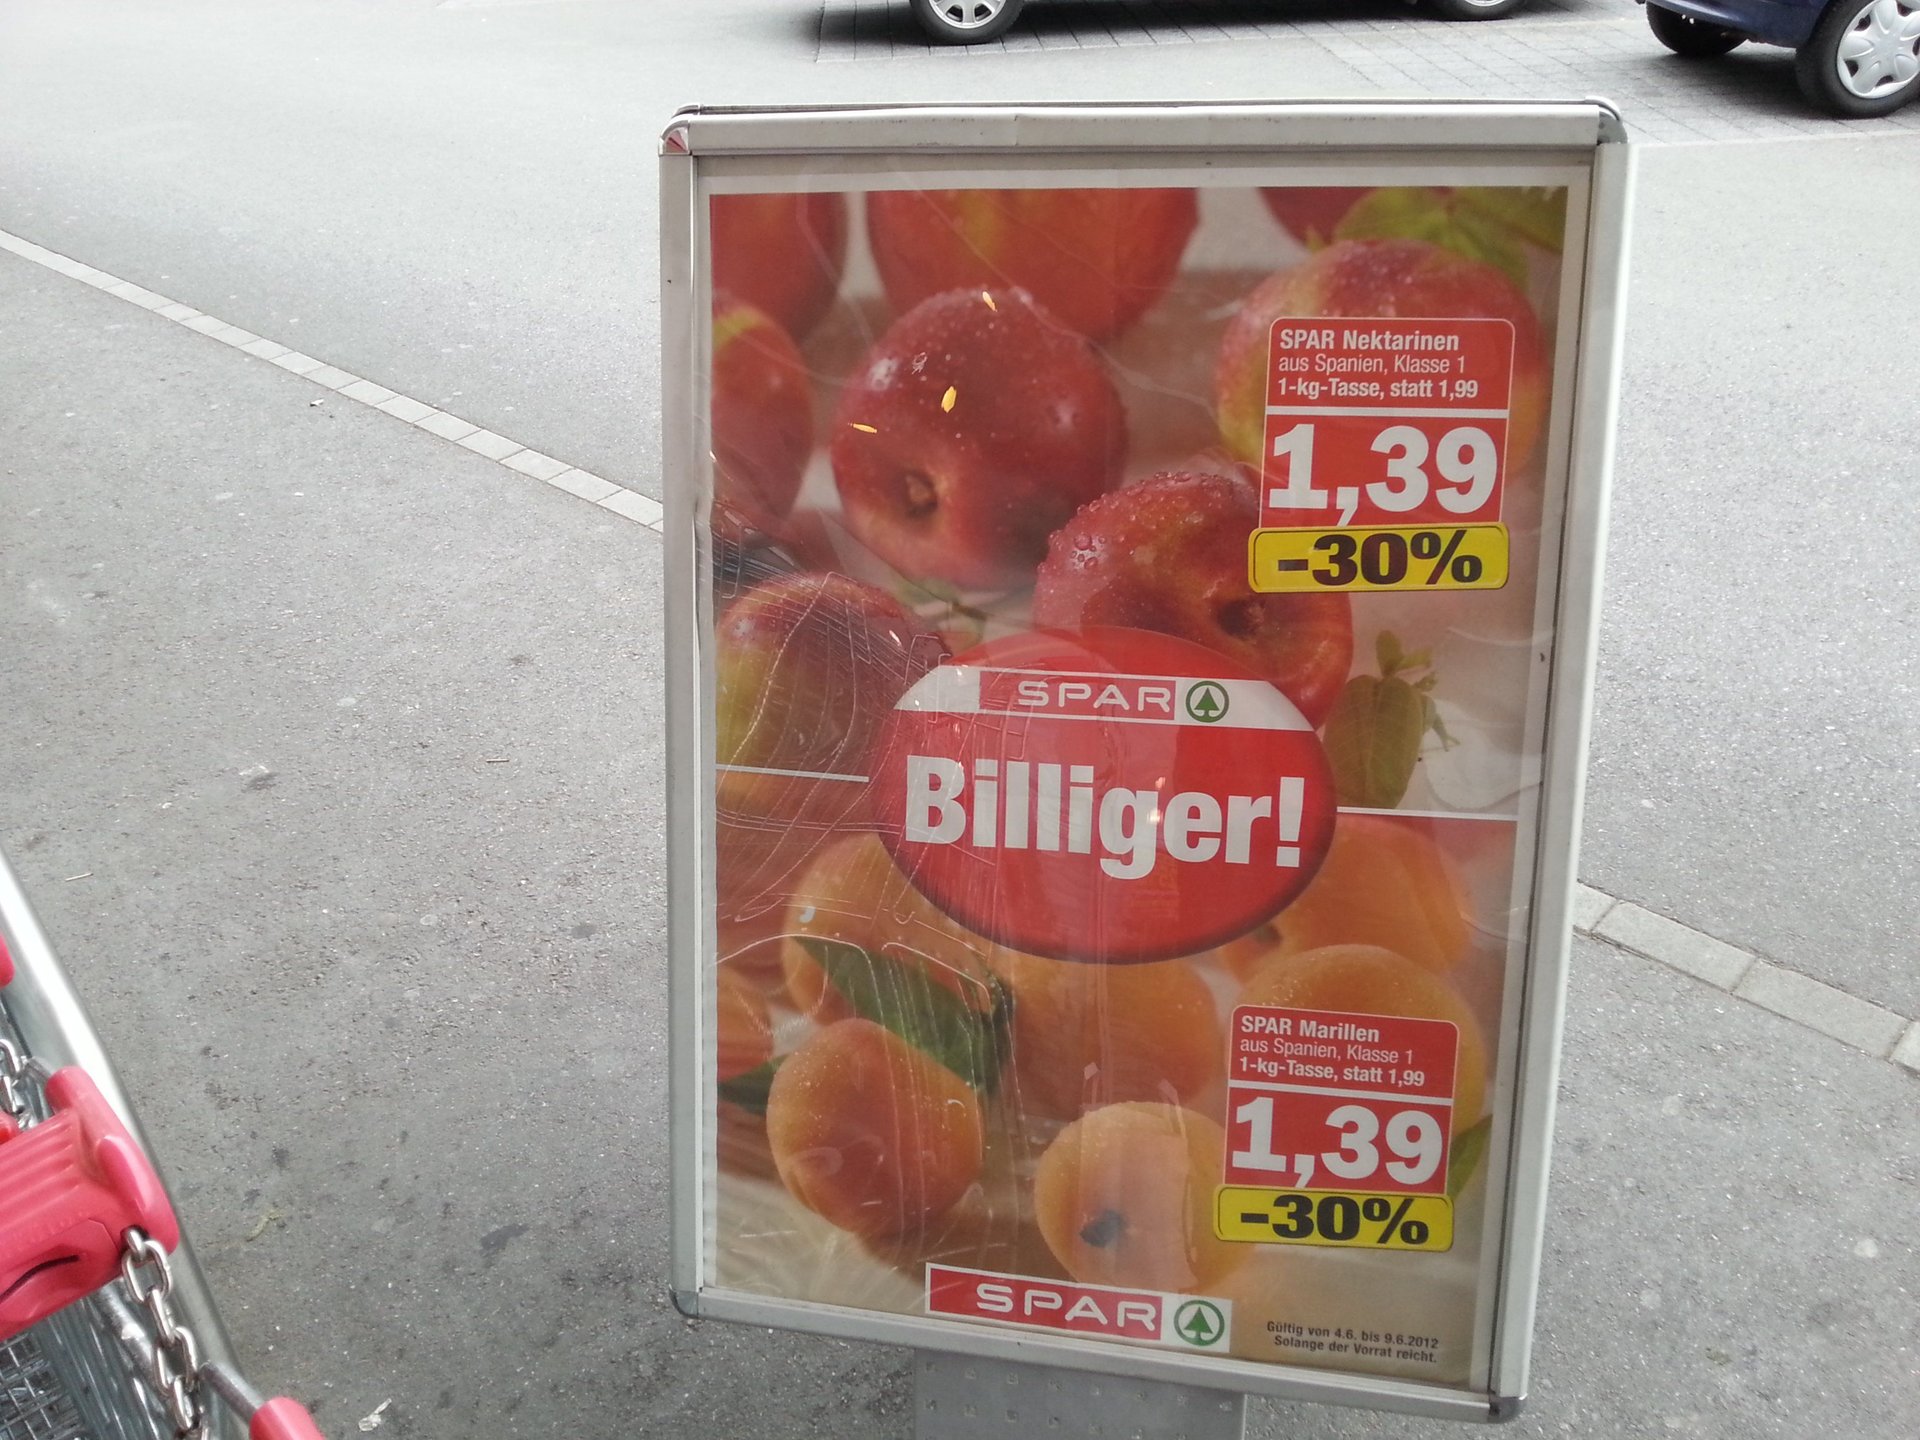 SPAR Nektarinen
aus Spanien, Klasse 1
1-kg-Tasse, statt 1,99
1,39
-30%
SPAR
Billiger!
SPAR Marillen
aus Spanien, Klasse 1
1-kg-Tasse, statt 1,99
1,39
-30%
SPAR
Gültig von 4.6. bis 9.6.2012
Solange der Vorrat reicht.